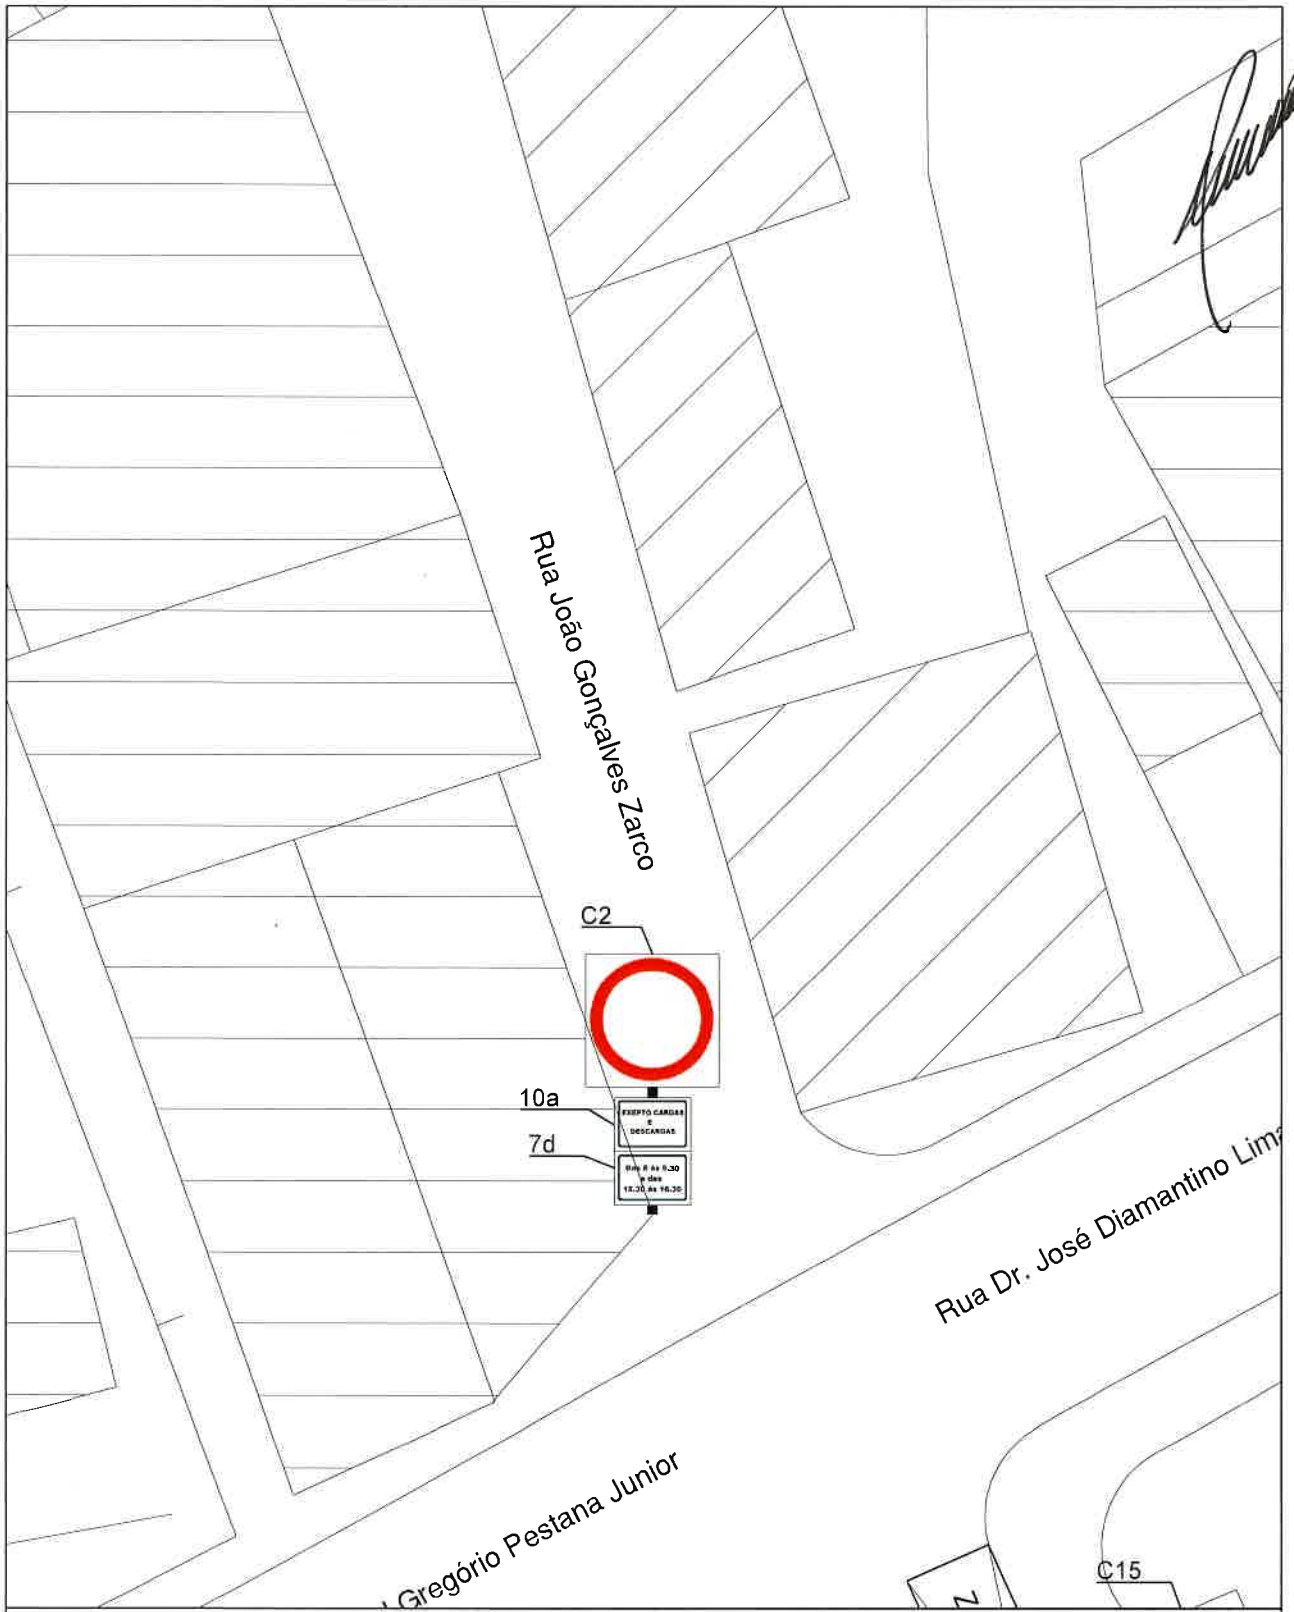 Rua João Gonçalves Zarco
C2
10a
EXEPTO CARGAS
E
DESCARGAS
7d
e das
Rua Dr. José Diamantino Lima
Gregório Pestana Junior
C15
Z